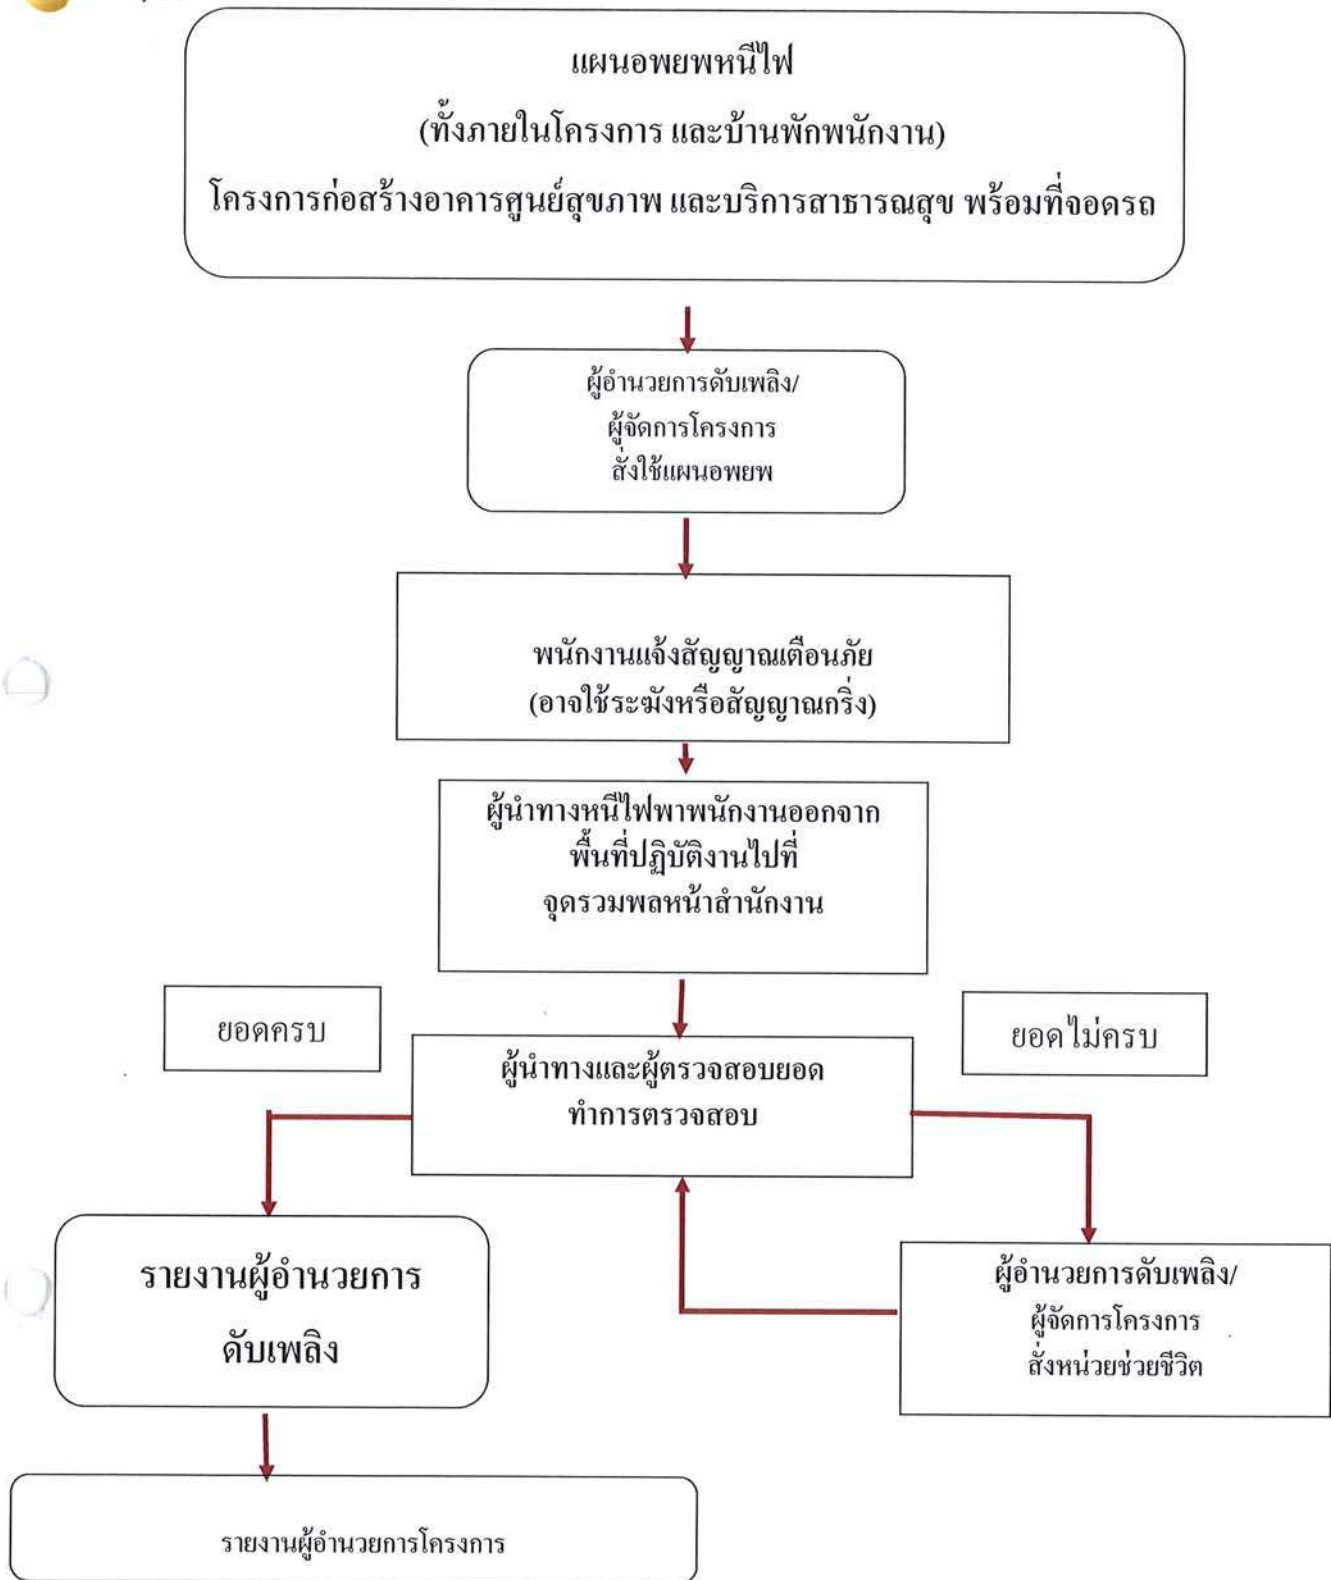 แผนอพยพหนีไฟ
(ทั้งภายในโครงการ และบ้านพักพนักงาน)
โครงการก่อสร้างอาคารศูนย์สุขภาพ และบริการสาธารณสุข พร้อมที่จอดรถ
ผู้อำนวยการดับเพลิง/
ผู้จัดการโครงการ
สั่งใช้แผนอพยพ
พนักงานแจ้งสัญญาณเตือนภัย
(อาจใช้ระฆังหรือสัญญาณกริ่ง)
ผู้นำทางหนีไฟพาพนักงานออกจาก
พื้นที่ปฏิบัติงานไปที่
จุดรวมพลหน้าสำนักงาน
ยอดครบ
ยอดไม่ครบ
ผู้นำทางและผู้ตรวจสอบยอด
ทำการตรวจสอบ
รายงานผู้อำนวยการ
ดับเพลิง
ผู้อำนวยการดับเพลิง/
ผู้จัดการโครงการ
สั่งหน่วยช่วยชีวิต
รายงานผู้อำนวยการโครงการ